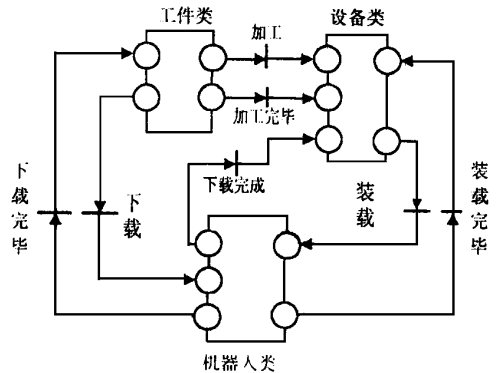 工件类
设备类
加工
加工完毕
下载完成
下载完毕
下载
装载
装载完毕
机器人类